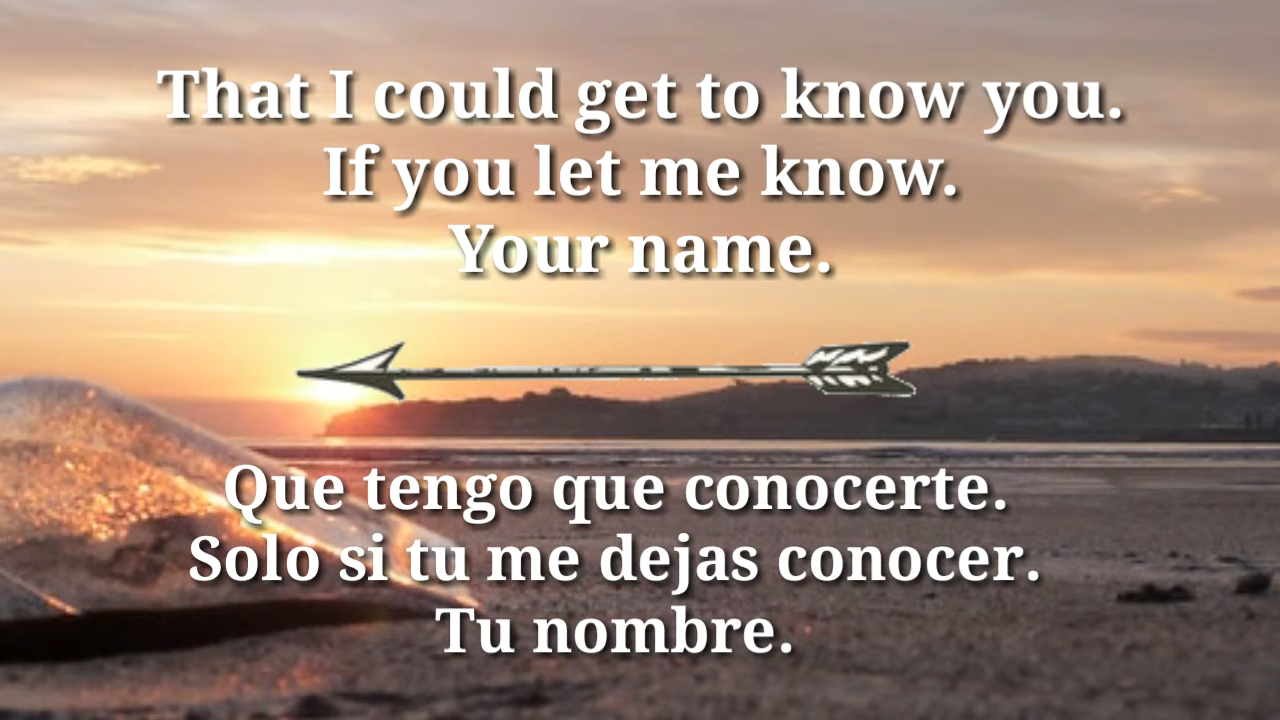 That I could get to know you.
If you let me know.
Your name.
Que tengo que conocerte.
Solo si tu me dejas conocer.
Tu nombre.